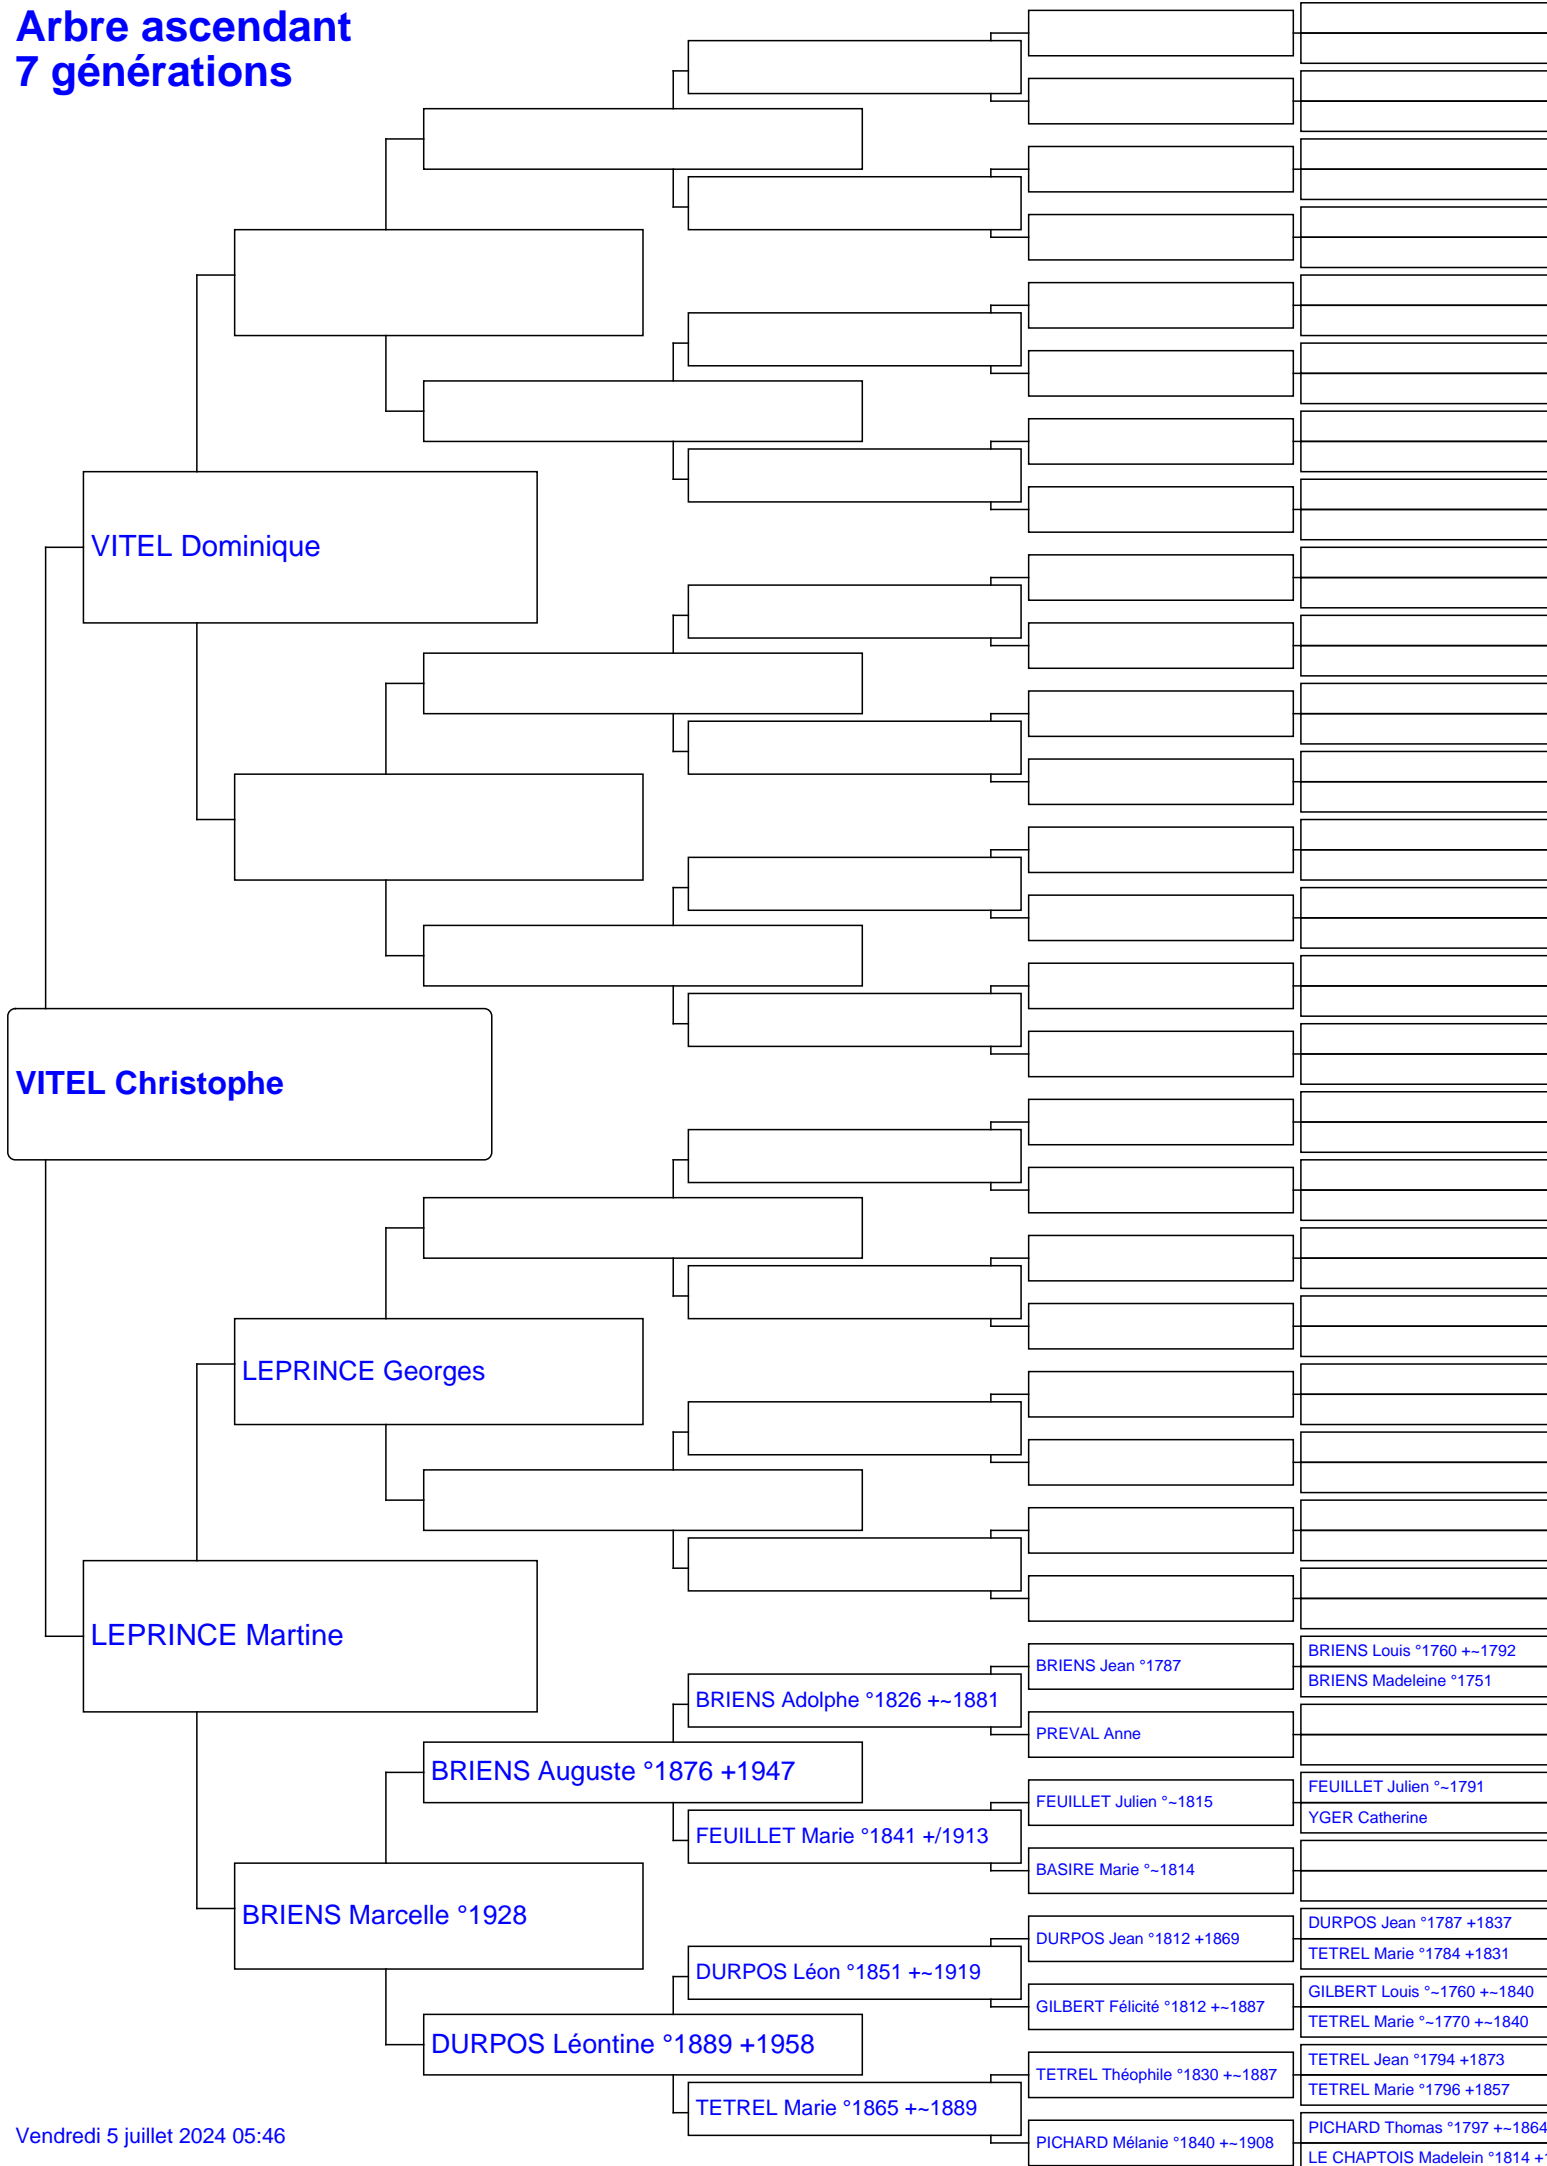 Arbre ascendant
7 générations
VITEL Dominique
VITEL Christophe
LEPRINCE Georges
LEPRINCE Martine
BRIENS Louis °1760 +~1792
BRIENS Jean °1787
BRIENS Madeleine °1751
BRIENS Adolphe °1826 +~1881
PREVAL Anne
BRIENS Auguste °1876 +1947
FEUILLET Julien °~1791
FEUILLET Julien °~1815
YGER Catherine
FEUILLET Marie °1841 +/1913
BASIRE Marie °~1814
BRIENS Marcelle °1928
DURPOS Jean °1787 +1837
DURPOS Jean °1812 +1869
TETREL Marie °1784 +1831
DURPOS Léon °1851 +~1919
GILBERT Louis °~1760 +~1840
GILBERT Félicité °1812 +~1887
TETREL Marie °~1770 +~1840
DURPOS Léontine °1889 +1958
TETREL Jean °1794 +1873
TETREL Théophile °1830 +~1887
TETREL Marie °1796 +1857
TETREL Marie °1865 +~1889
PICHARD Thomas °1797 +~1864
PICHARD Mélanie °1840 +~1908
LE CHAPTOIS Madelein °1814
Vendredi 5 juillet 2024 05:46